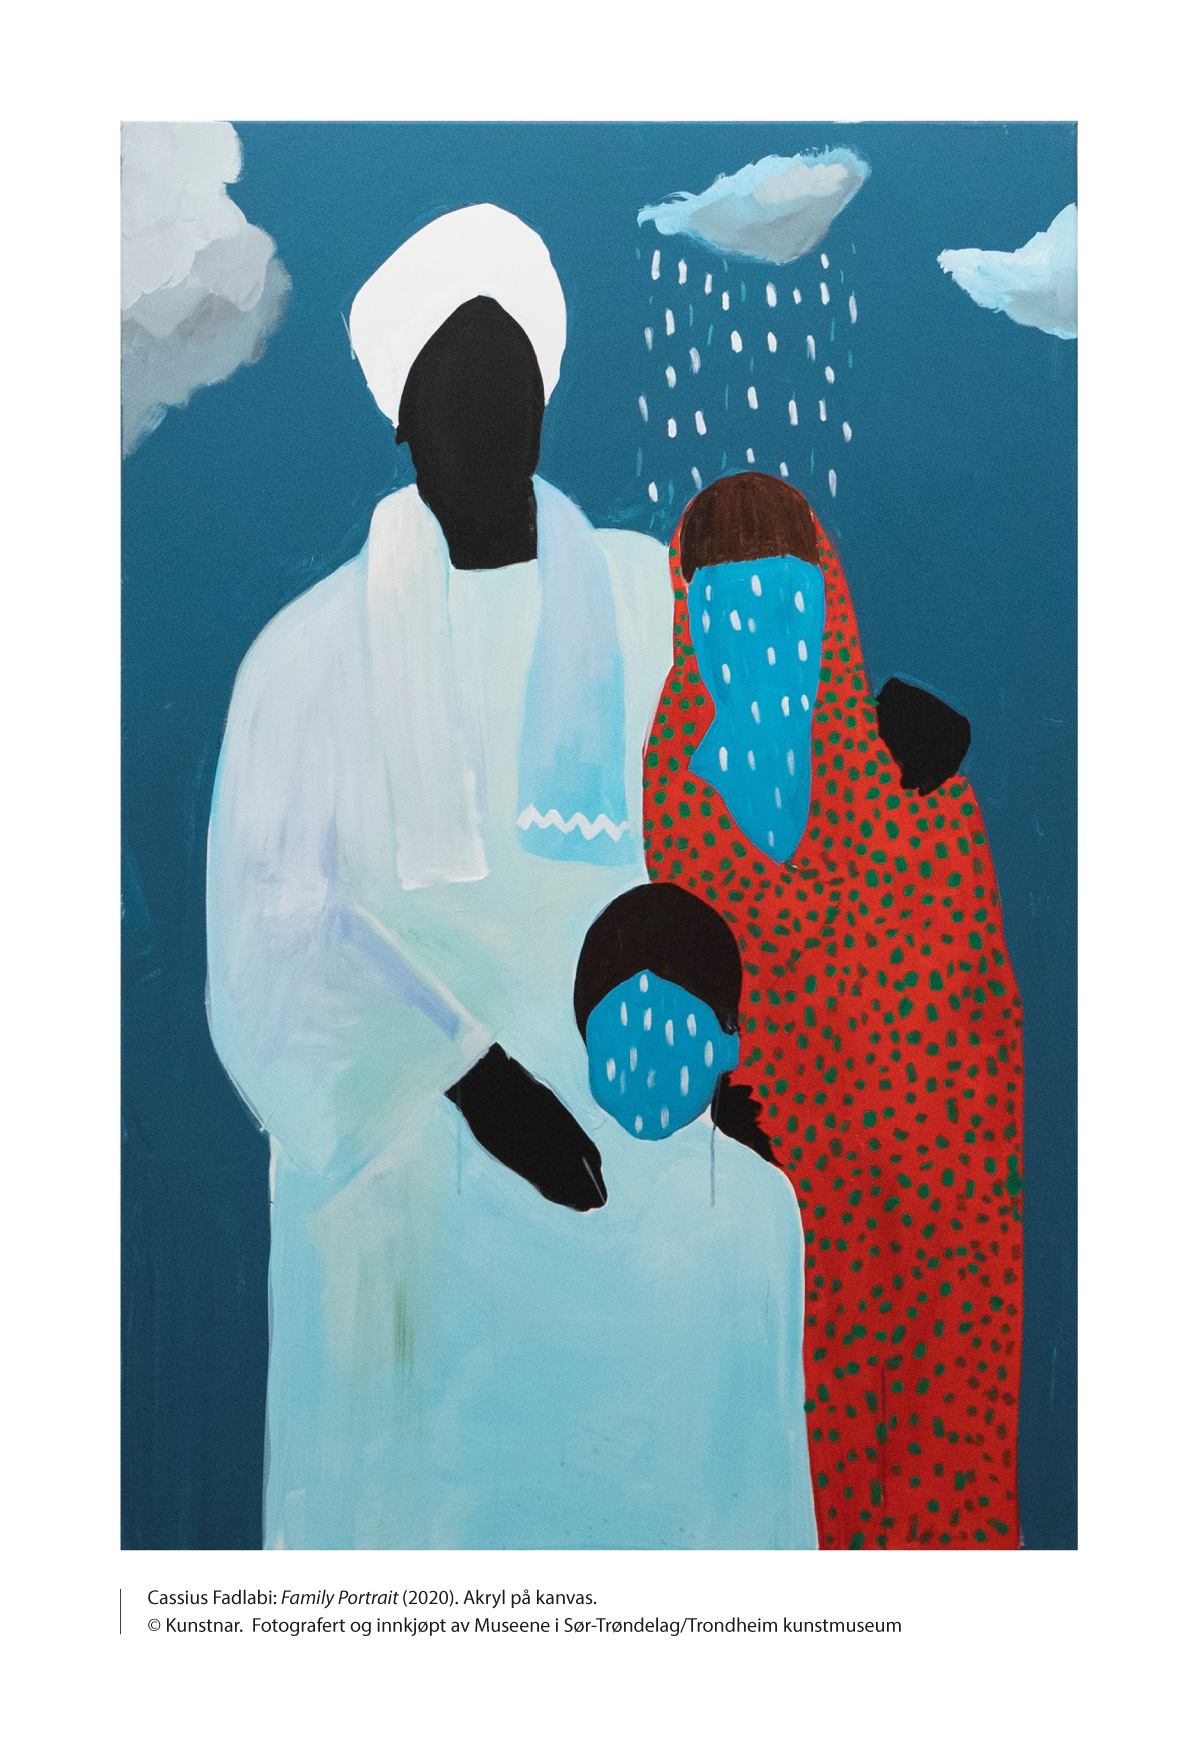 Cassius Fadlabi: Family Portrait (2020). Akryl på kanvas.
© Kunstnar.  Fotografert og innkjøpt av Museene i Sør-Trøndelag/Trondheim kunstmuseum